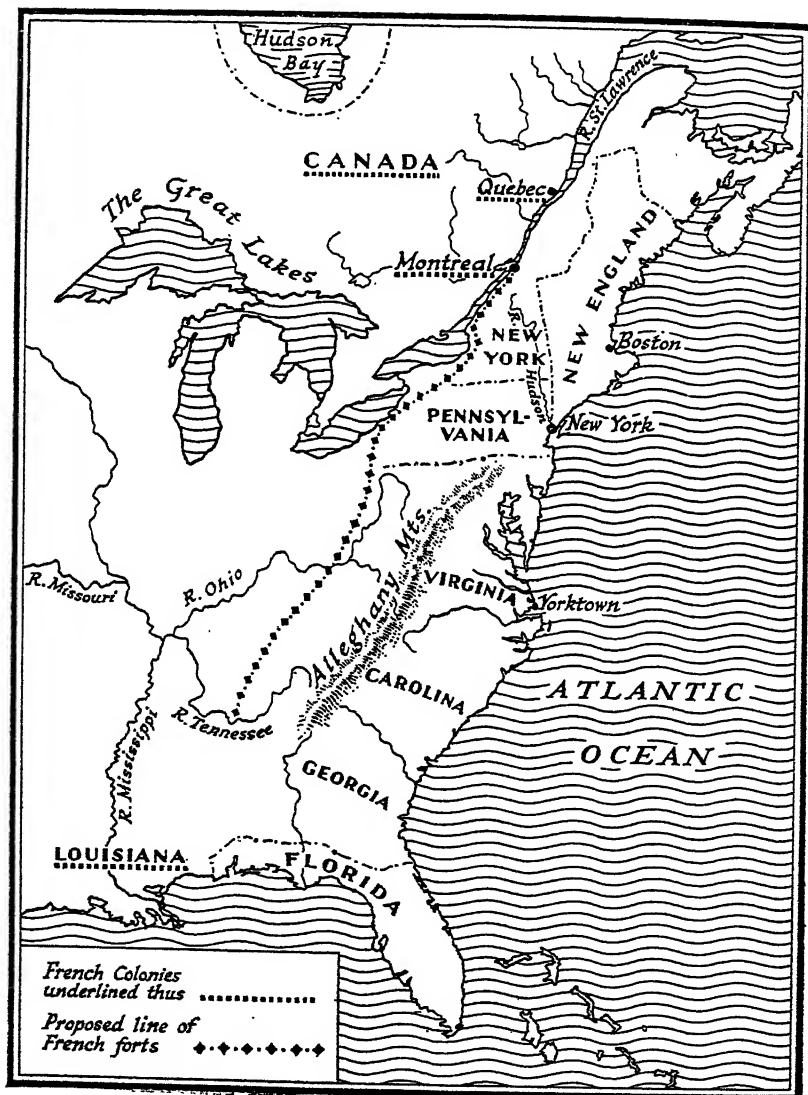 Hudson
Bay
R. St. Lawrence
CANADA
Quebec
The Great Lakes
Montreal
NEW ENGLAND
R. Hudson
NEW
YORK
Boston
PENNSYL-
VANIA
New York
Alleghany Mts.
R. Missouri
R. Ohio
VIRGINIA
Yorktown
CAROLINA
ATLANTIC
OCEAN
R. Tennessee
R. Mississippi
GEORGIA
LOUISIANA
FLORIDA
French Colonies
underlined thus
Proposed line of
French forts